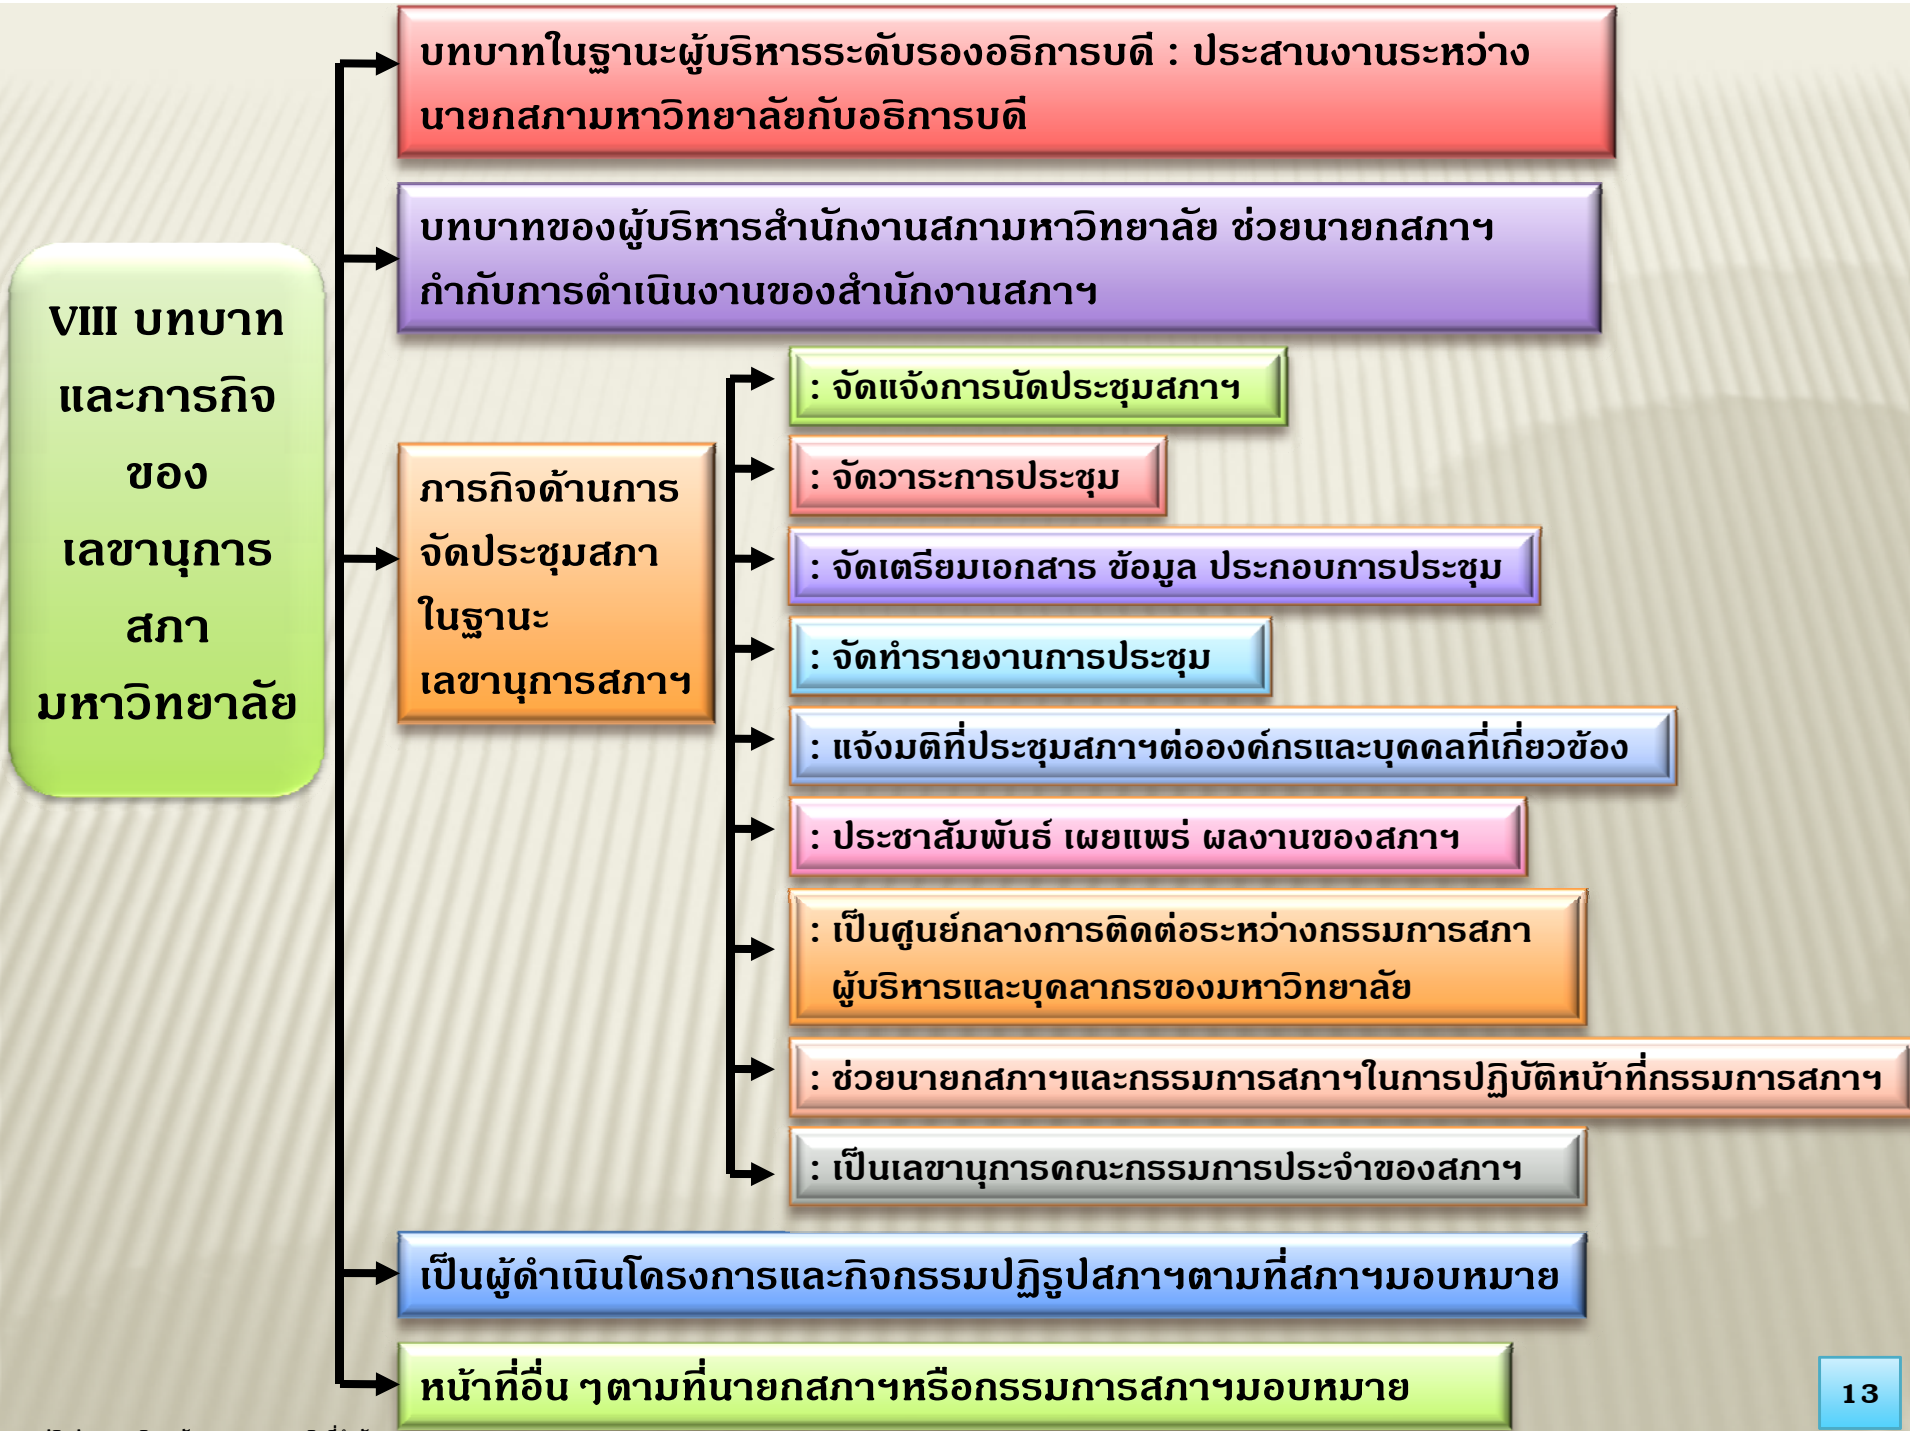 บทบาทในฐานะผู้บริหารระดับรองอธิการบดี : ประสานงานระหว่าง
นายกสภามหาวิทยาลัยกับอธิการบดี
บทบาทของผู้บริหารสำนักงานสภามหาวิทยาลัย ช่วยนายกสภาฯ
กำกับการดำเนินงานของสำนักงานสภาฯ
VIII บทบาท
และภารกิจ
ของ
เลขานุการ
สภา
มหาวิทยาลัย
ภารกิจด้านการ
จัดประชุมสภา
ในฐานะ
เลขานุการสภาฯ
: จัดแจ้งการนัดประชุมสภาฯ
: จัดวาระการประชุม
: จัดเตรียมเอกสาร ข้อมูล ประกอบการประชุม
: จัดทำรายงานการประชุม
: แจ้งมติที่ประชุมสภาฯต่อองค์กรและบุคคลที่เกี่ยวข้อง
: ประชาสัมพันธ์ เผยแพร่ ผลงานของสภาฯ
: เป็นศูนย์กลางการติดต่อระหว่างกรรมการสภา
ผู้บริหารและบุคลากรของมหาวิทยาลัย
: ช่วยนายกสภาฯและกรรมการสภาฯในการปฏิบัติหน้าที่กรรมการสภาฯ
: เป็นเลขานุการคณะกรรมการประจำของสภาฯ
เป็นผู้ดำเนินโครงการและกิจกรรมปฏิรูปสภาฯตามที่สภาฯมอบหมาย
หน้าที่อื่น ๆตามที่นายกสภาฯหรือกรรมการสภาฯมอบหมาย
13